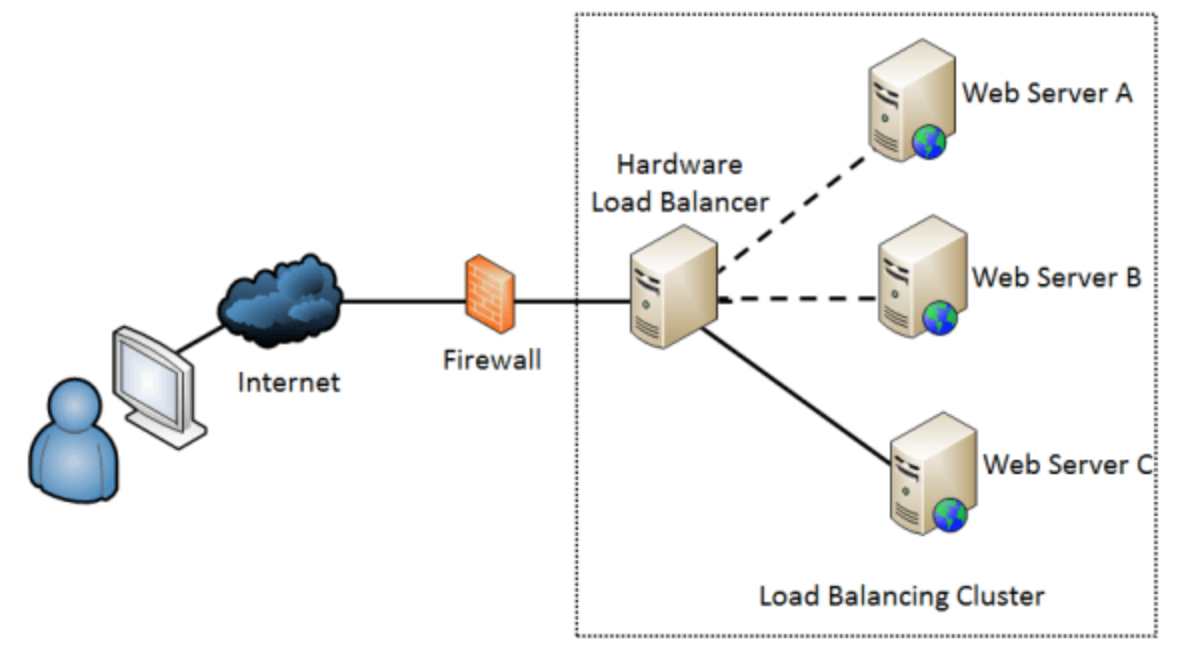 Web Server A
Hardware
Load Balancer
Web Server B
Firewall
Internet
Web Server C
Load Balancing Cluster